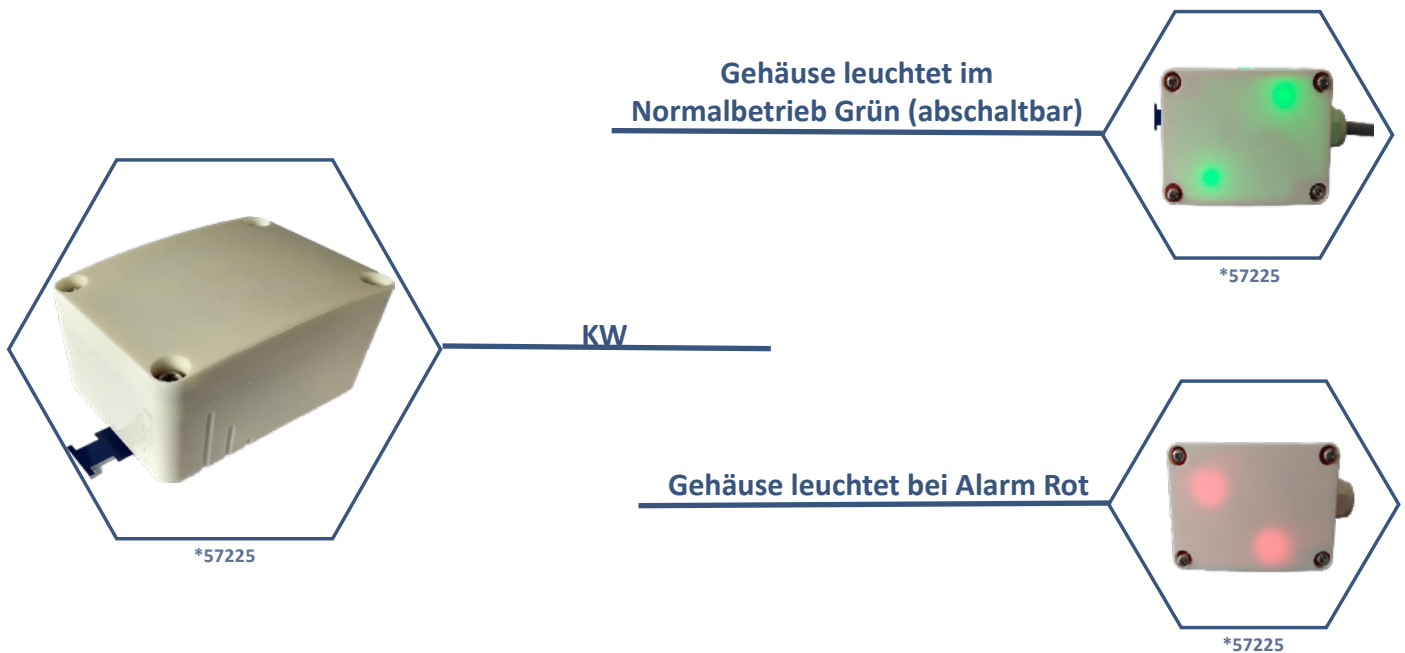 Gehäuse leuchtet im
Normalbetrieb Grün (abschaltbar)
*57225
KW
Gehäuse leuchtet bei Alarm Rot
*57225
*57225